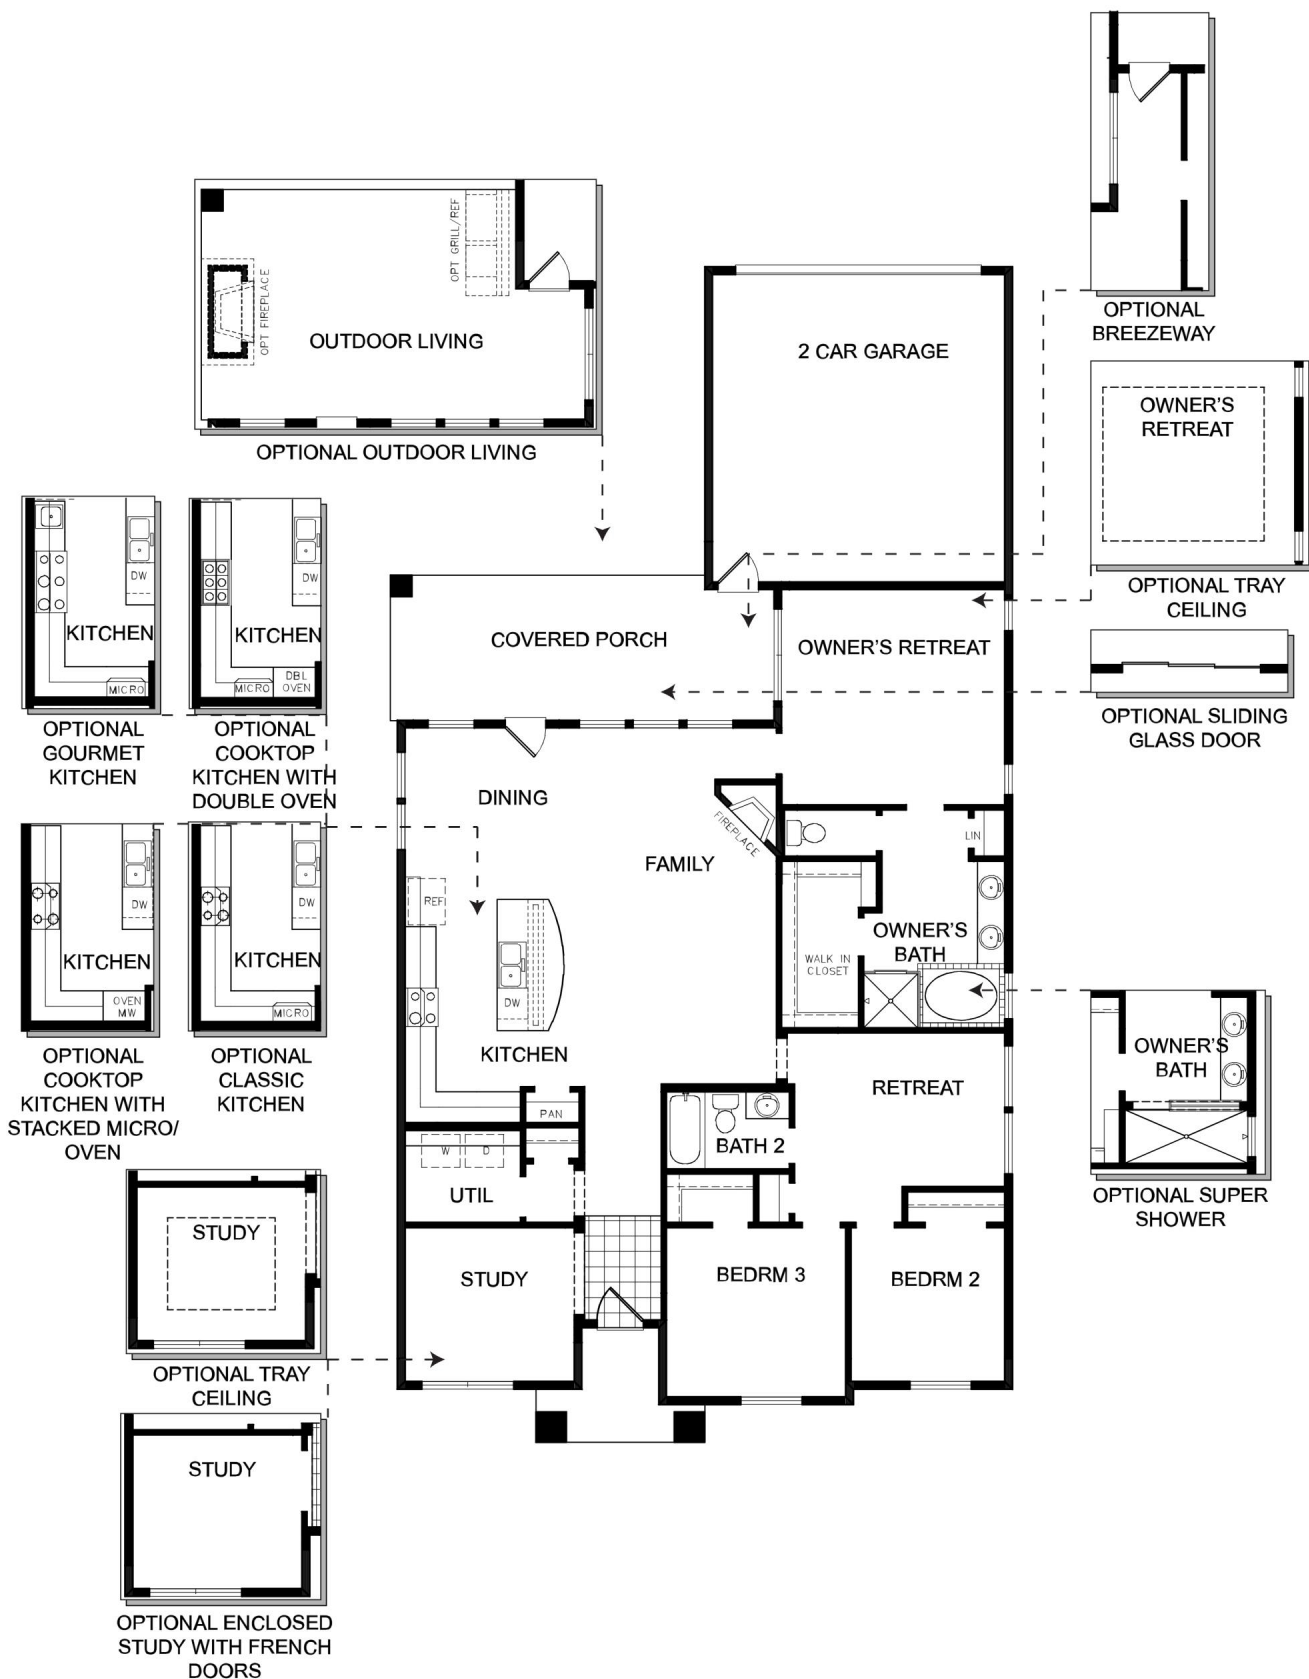 OPTIONAL
BREEZEWAY
OPT GRILL/REF
OPT FIREPLACE
OUTDOOR LIVING
OPTIONAL OUTDOOR LIVING
2 CAR GARAGE
OWNER'S
RETREAT
OPTIONAL TRAY
CEILING
DW
KITCHEN
MICRO
OPTIONAL
GOURMET
KITCHEN
DW
KITCHEN
MICRO
DBL
OVEN
OPTIONAL
COOKTOP
KITCHEN WITH
DOUBLE OVEN
COVERED PORCH
OWNER'S RETREAT
OPTIONAL SLIDING
GLASS DOOR
DINING
FIREPLACE
FAMILY
LIN
DW
KITCHEN
OVEN
MW
OPTIONAL
COOKTOP
KITCHEN WITH
STACKED MICRO/
OVEN
DW
KITCHEN
MICRO
OPTIONAL
CLASSIC
KITCHEN
REF
DW
KITCHEN
PAN
WALK IN
CLOSET
OWNER'S
BATH
OWNER'S
BATH
OPTIONAL SUPER
SHOWER
RETREAT
BATH 2
W
D
UTIL
STUDY
BEDRM 3
BEDRM 2
STUDY
OPTIONAL TRAY
CEILING
STUDY
OPTIONAL ENCLOSED
STUDY WITH FRENCH
DOORS